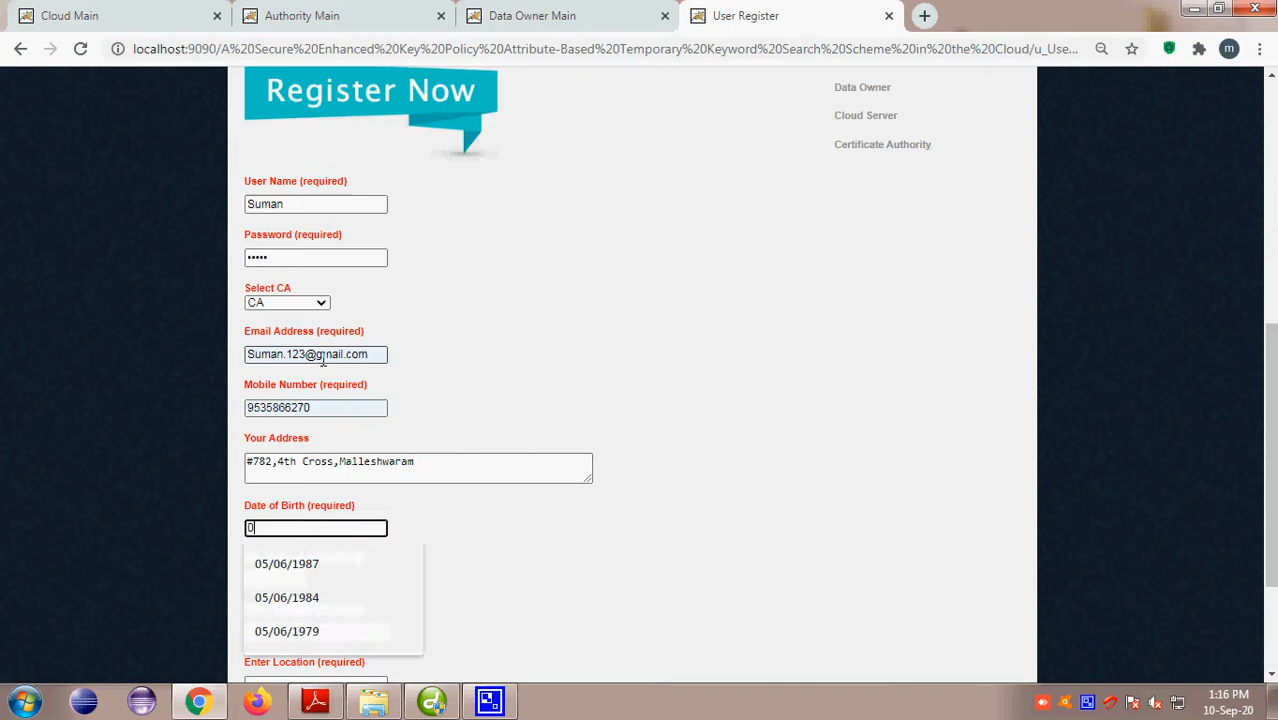 Cloud Main
Authority Main
Data Owner Main
User Register
localhost:9090/A%20Secure%20Enhanced%20Key%20Policy%20Attribute-Based%20Temporary%20Keyword%20Search%20Scheme%20in%20the%20Cloud/u_Use...
m
Register Now
Data Owner
Cloud Server
Certificate Authority
User Name (required)
Suman
Password (required)
•••••
Select CA
CA
Email Address (required)
Suman.123@gmail.com
Mobile Number (required)
9535866270
Your Address
#782,4th Cross,Malleshwaram
Date of Birth (required)
0
05/06/1987
05/06/1984
05/06/1979
Enter Location (required)
1:16 PM
10-Sep-20